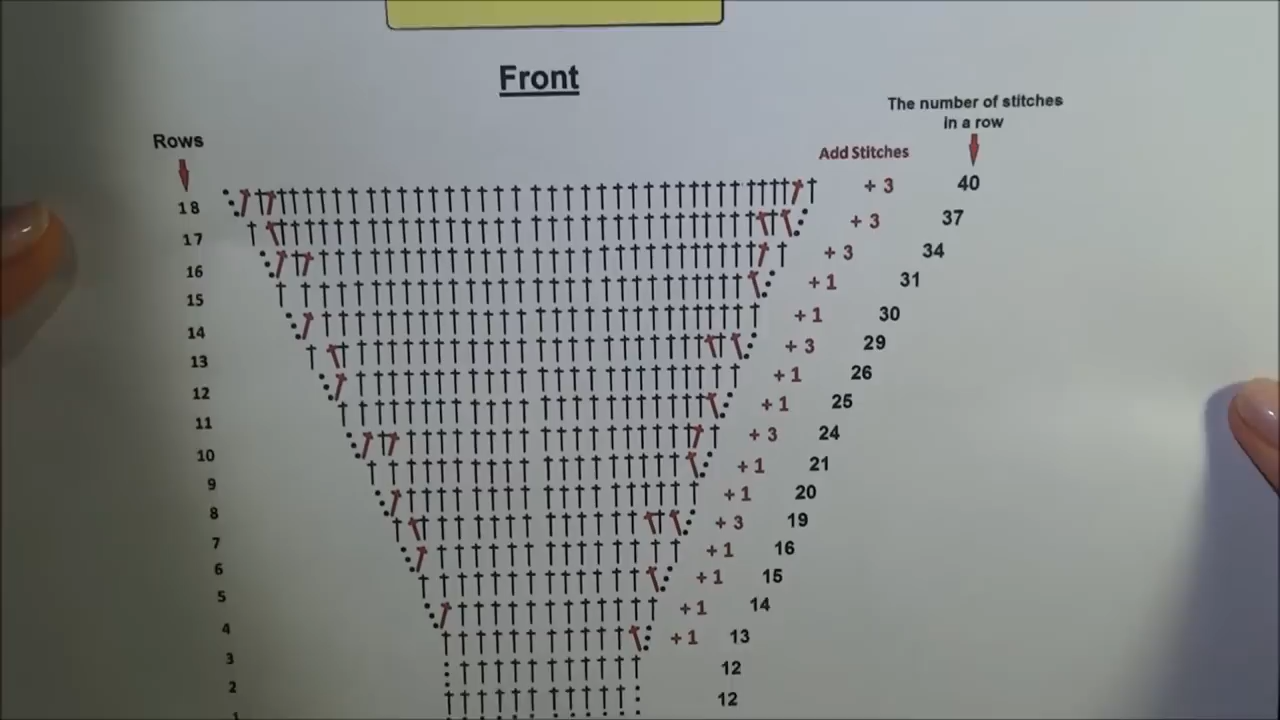 Front
The number of stitches
in a row
Rows
Add Stitches
18 + 3 40
17 + 3 37
16 + 3 34
15 + 1 31
14 + 1 30
13 + 3 29
12 + 1 26
11 + 1 25
10 + 3 24
9 + 1 21
8 + 1 20
7 + 3 19
6 + 1 16
5 + 1 15
4 + 1 14
3 + 1 13
2 12
1 12